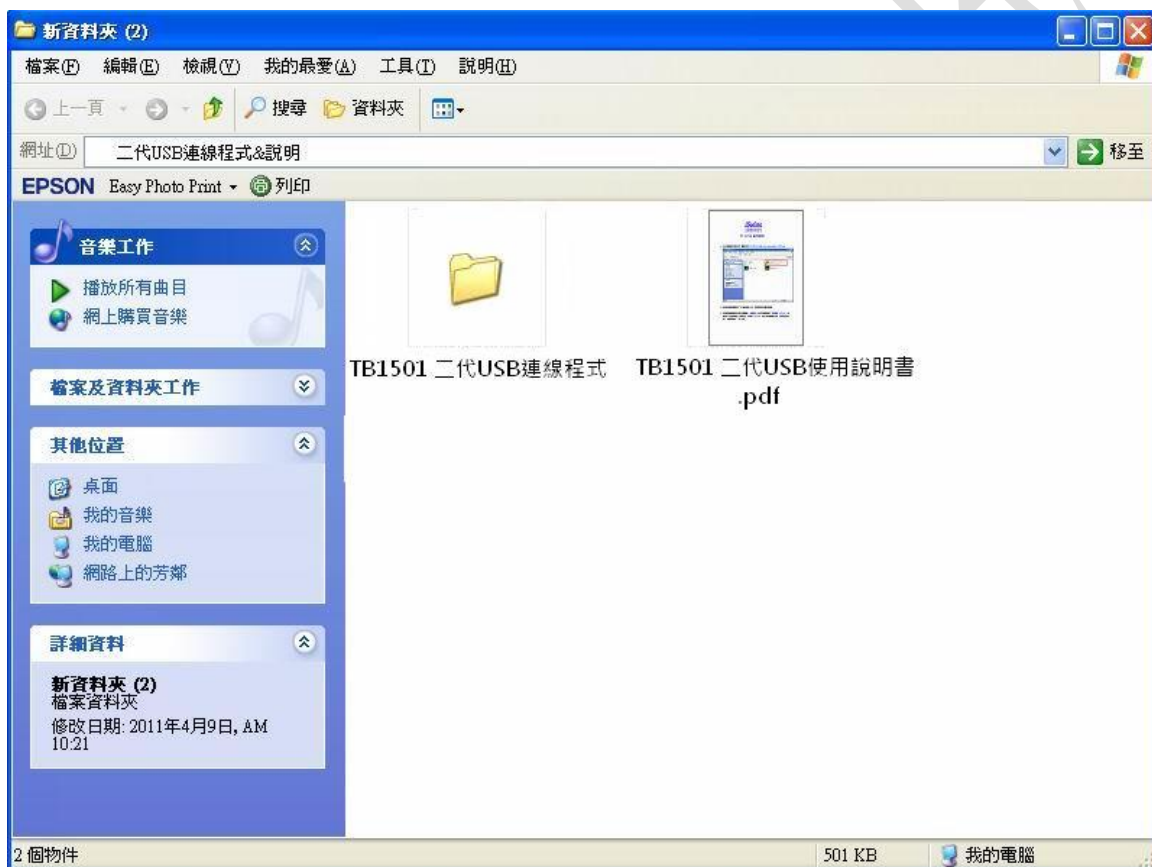 新資料夾 (2)
檔案(F) 編輯(E) 檢視(V) 我的最愛(A) 工具(T) 說明(H)
上一頁 搜尋 資料夾
網址(D) 二代USB連線程式&說明 移至
EPSON Easy Photo Print 列印
音樂工作
播放所有曲目
網上購買音樂
檔案及資料夾工作
其他位置
桌面
我的音樂
我的電腦
網路上的芳鄰
詳細資料
新資料夾 (2)
檔案資料夾
修改日期: 2011年4月9日, AM
10:21
TB1501 二代USB連線程式
TB1501 二代USB使用說明書
.pdf
2 個物件 501 KB 我的電腦